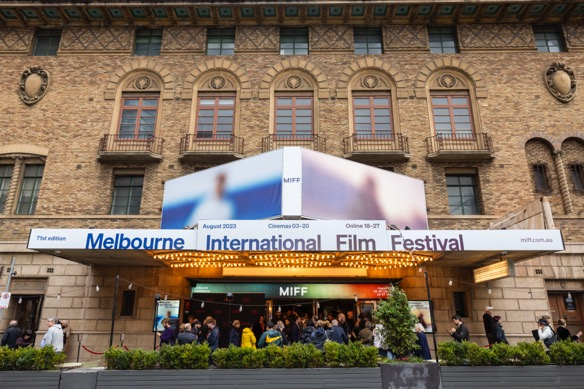 MIFF
71st edition
August 2023 Cinemas 03–20 Online 18–27
Melbourne International Film Festival
miff.com.au
MIFF